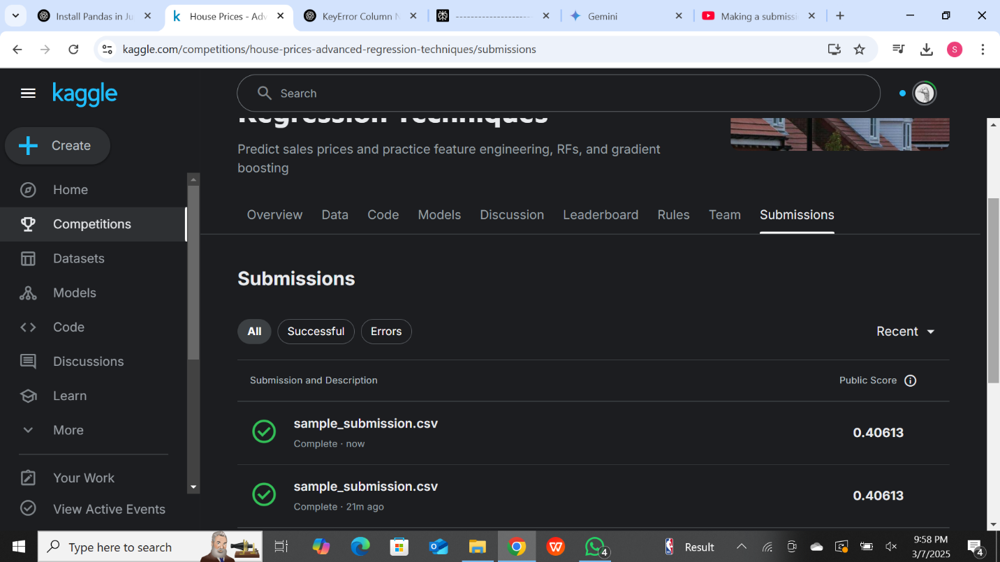 Install Pandas in Ju
House Prices - Adv
KeyError Column N
--------------------
Gemini
Making a submissi
kaggle.com/competitions/house-prices-advanced-regression-techniques/submissions
S
kaggle
Search
Create
Regression Techniques
Predict sales prices and practice feature engineering, RFs, and gradient
boosting
Home
Competitions
Datasets
Models
Code
Discussions
Learn
More
Your Work
View Active Events
Overview
Data
Code
Models
Discussion
Leaderboard
Rules
Team
Submissions
Submissions
All
Successful
Errors
Recent
Submission and Description
Public Score
sample_submission.csv
Complete · now
0.40613
sample_submission.csv
Complete · 21m ago
0.40613
Type here to search
W
4
Result
9:58 PM
3/7/2025
4